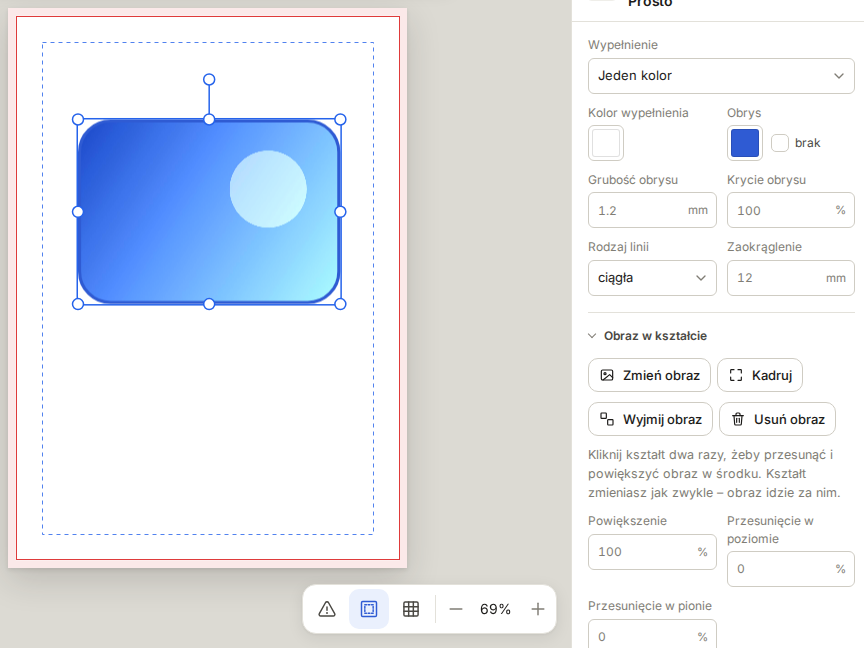 Prosto
Wypełnienie
Jeden kolor
Kolor wypełnienia
Obrys
brak
Grubość obrysu
Krycie obrysu
1.2 mm
100 %
Rodzaj linii
Zaokrąglenie
ciągła
12 mm
Obraz w kształcie
Zmień obraz
Kadruj
Wyjmij obraz
Usuń obraz
Kliknij kształt dwa razy, żeby przesunąć i
powiększyć obraz w środku. Kształt
zmieniasz jak zwykle – obraz idzie za nim.
Powiększenie
Przesunięcie w
poziomie
100 %
0 %
Przesunięcie w pionie
0 %
69%